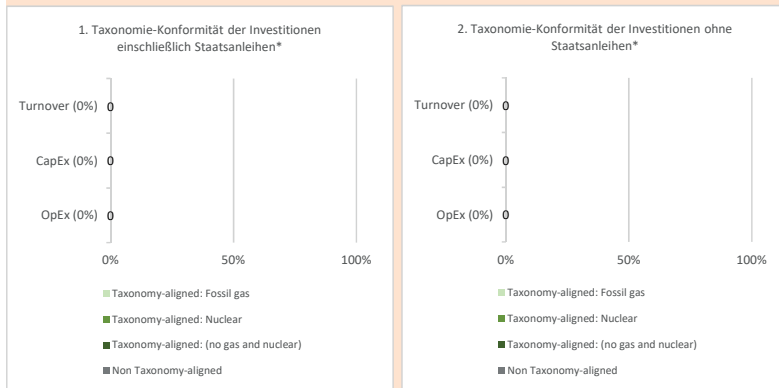 1. Taxonomie-Konformität der Investitionen
einschließlich Staatsanleihen*
Turnover (0%) 0
CapEx (0%) 0
OpEx (0%) 0
0% 50% 100%
Taxonomy-aligned: Fossil gas
Taxonomy-aligned: Nuclear
Taxonomy-aligned: (no gas and nuclear)
Non Taxonomy-aligned
2. Taxonomie-Konformität der Investitionen ohne
Staatsanleihen*
Turnover (0%) 0
CapEx (0%) 0
OpEx (0%) 0
0% 50% 100%
Taxonomy-aligned: Fossil gas
Taxonomy-aligned: Nuclear
Taxonomy-aligned: (no gas and nuclear)
Non Taxonomy-aligned